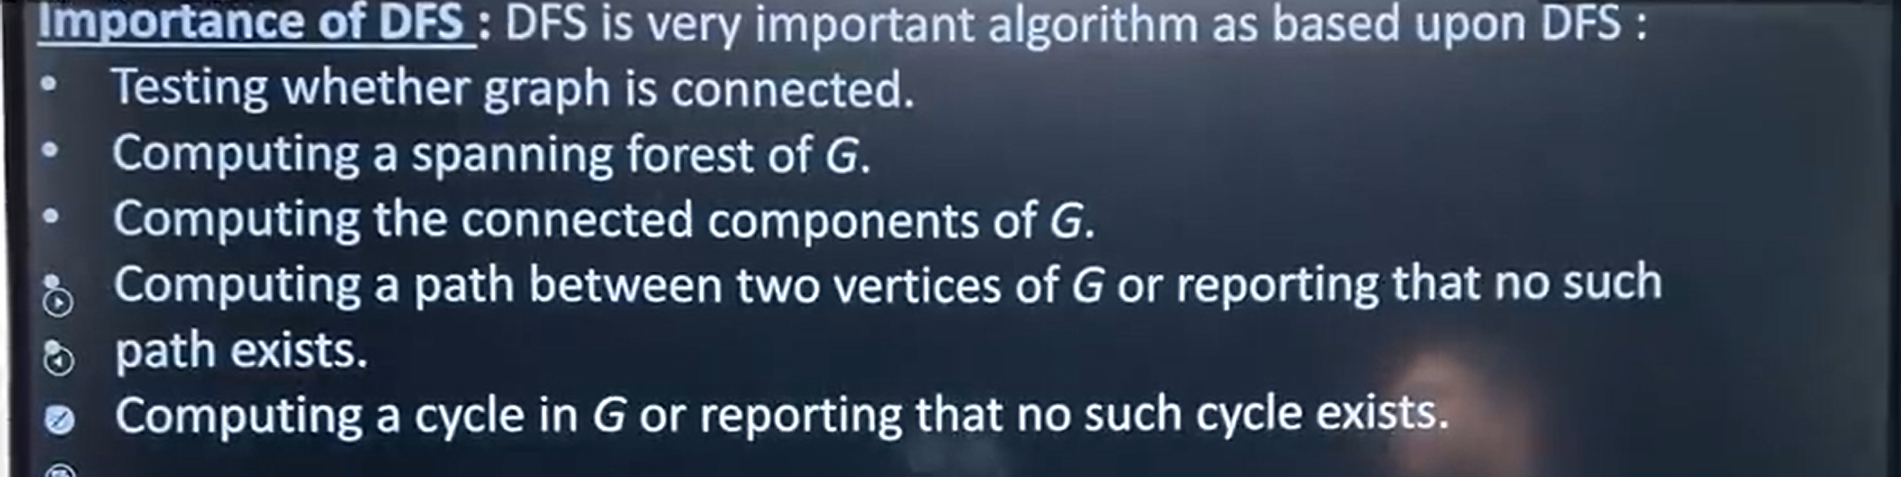 Importance of DFS : DFS is very important algorithm as based upon DFS :
• Testing whether graph is connected.
• Computing a spanning forest of G.
• Computing the connected components of G.
• Computing a path between two vertices of G or reporting that no such
• path exists.
Computing a cycle in G or reporting that no such cycle exists.